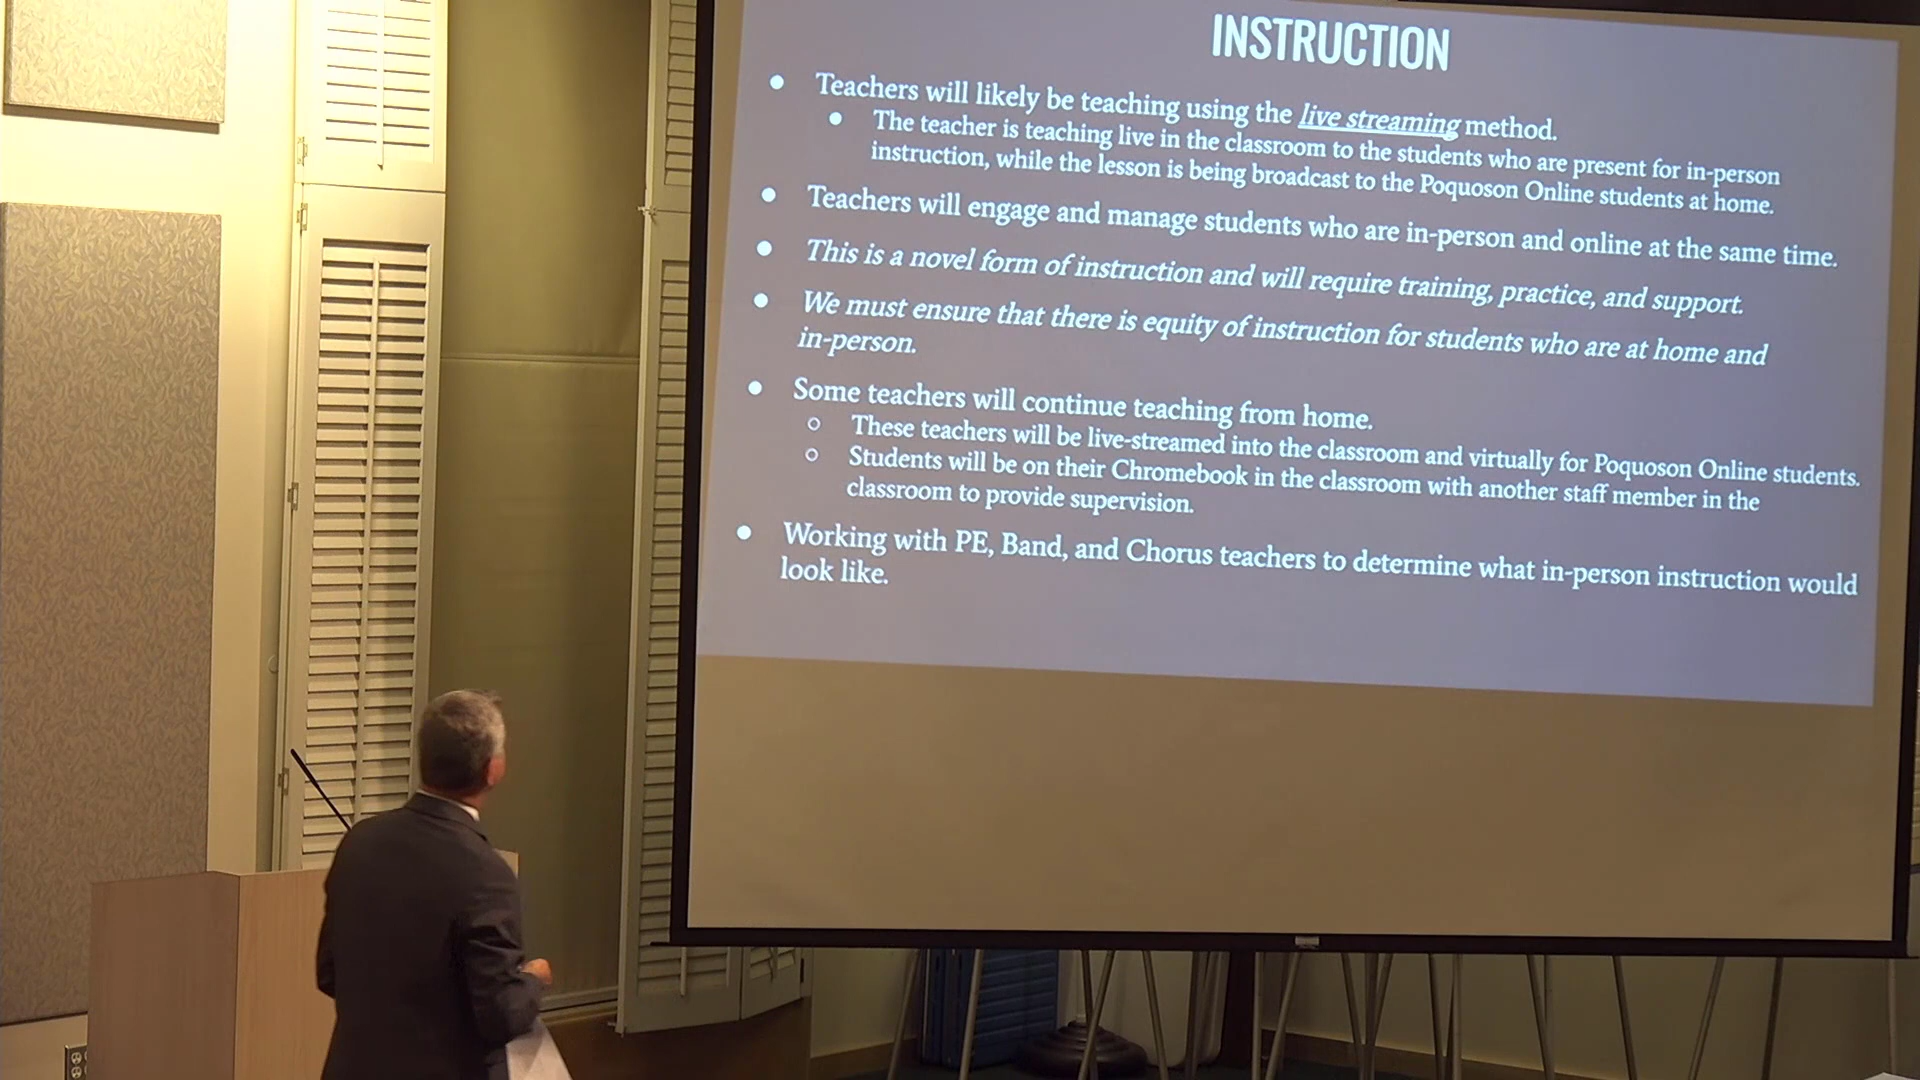 INSTRUCTION
● Teachers will likely be teaching using the live streaming method.
● The teacher is teaching live in the classroom to the students who are present for in-person
instruction, while the lesson is being broadcast to the Poquoson Online students at home.
● Teachers will engage and manage students who are in-person and online at the same time.
● This is a novel form of instruction and will require training, practice, and support.
● We must ensure that there is equity of instruction for students who are at home and
in-person.
● Some teachers will continue teaching from home.
○ These teachers will be live-streamed into the classroom and virtually for Poquoson Online students.
○ Students will be on their Chromebook in the classroom with another staff member in the
classroom to provide supervision.
● Working with PE, Band, and Chorus teachers to determine what in-person instruction would
look like.